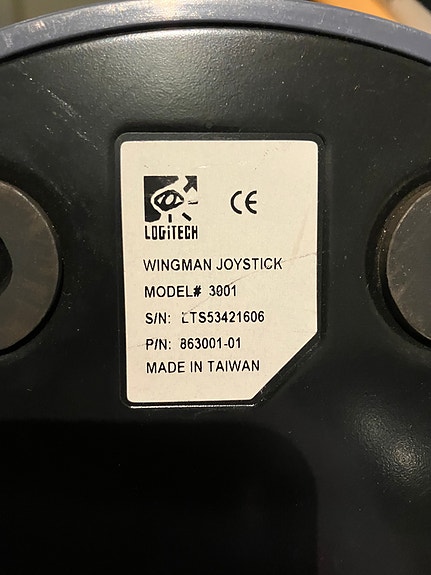 LOGITECH
CE
WINGMAN JOYSTICK
MODEL# 3001
S/N: LTS53421606
P/N: 863001-01
MADE IN TAIWAN